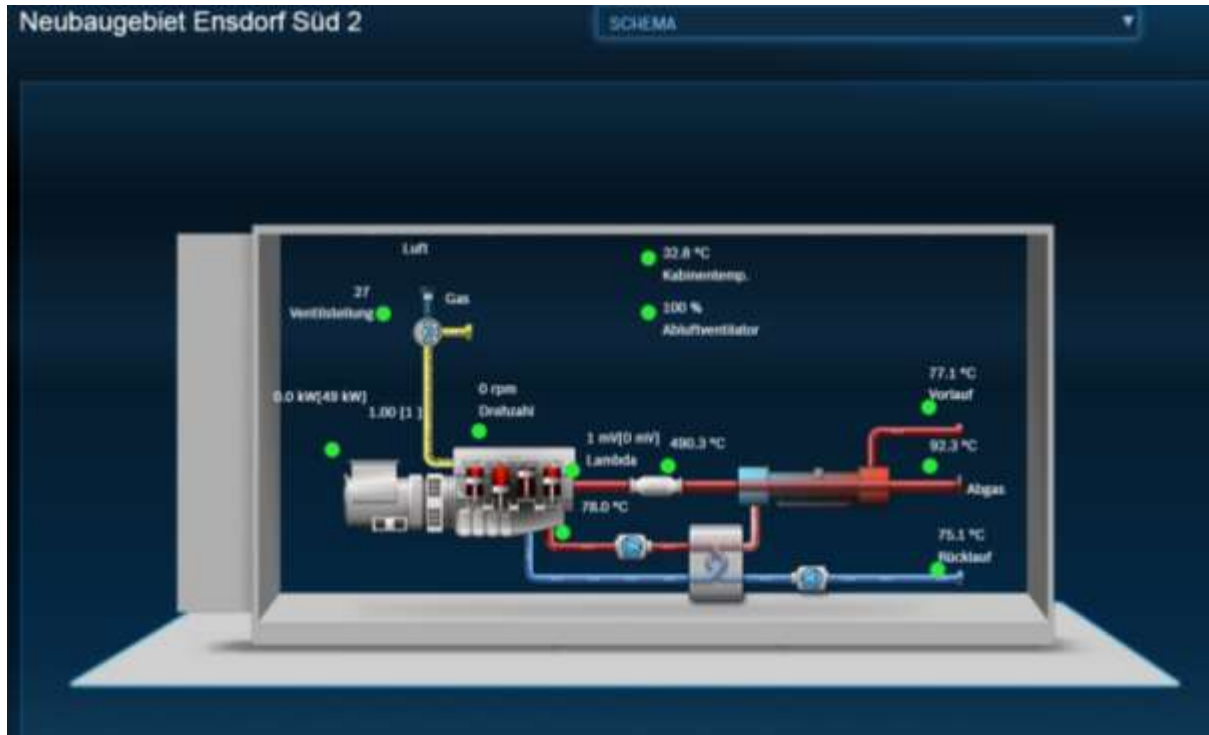 Neubaugebiet Ensdorf Süd 2
SCHEMA
Luft
32.8 °C
Kabinentemp.
27
Ventilstellung
Gas
100 %
Abluftventilator
0.0 kW[49 kW]
1.00 [1 ]
0 rpm
Drehzahl
77.1 °C
Vorlauf
1 mV[0 mV]
Lambda
490.3 °C
92.3 °C
Abgas
78.0 °C
75.1 °C
Rücklauf